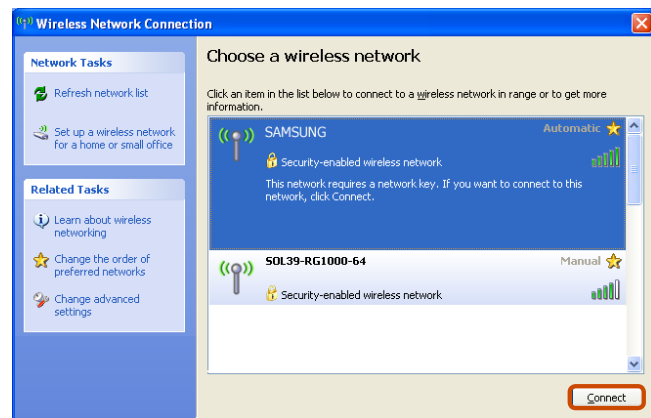 Wireless Network Connection
Network Tasks
Refresh network list
Set up a wireless network
for a home or small office
Related Tasks
Learn about wireless
networking
Change the order of
preferred networks
Change advanced
settings
Choose a wireless network
Click an item in the list below to connect to a wireless network in range or to get more
information.
SAMSUNG
Automatic
Security-enabled wireless network
This network requires a network key. If you want to connect to this
network, click Connect.
SOL39-RG1000-64
Manual
Security-enabled wireless network
Connect